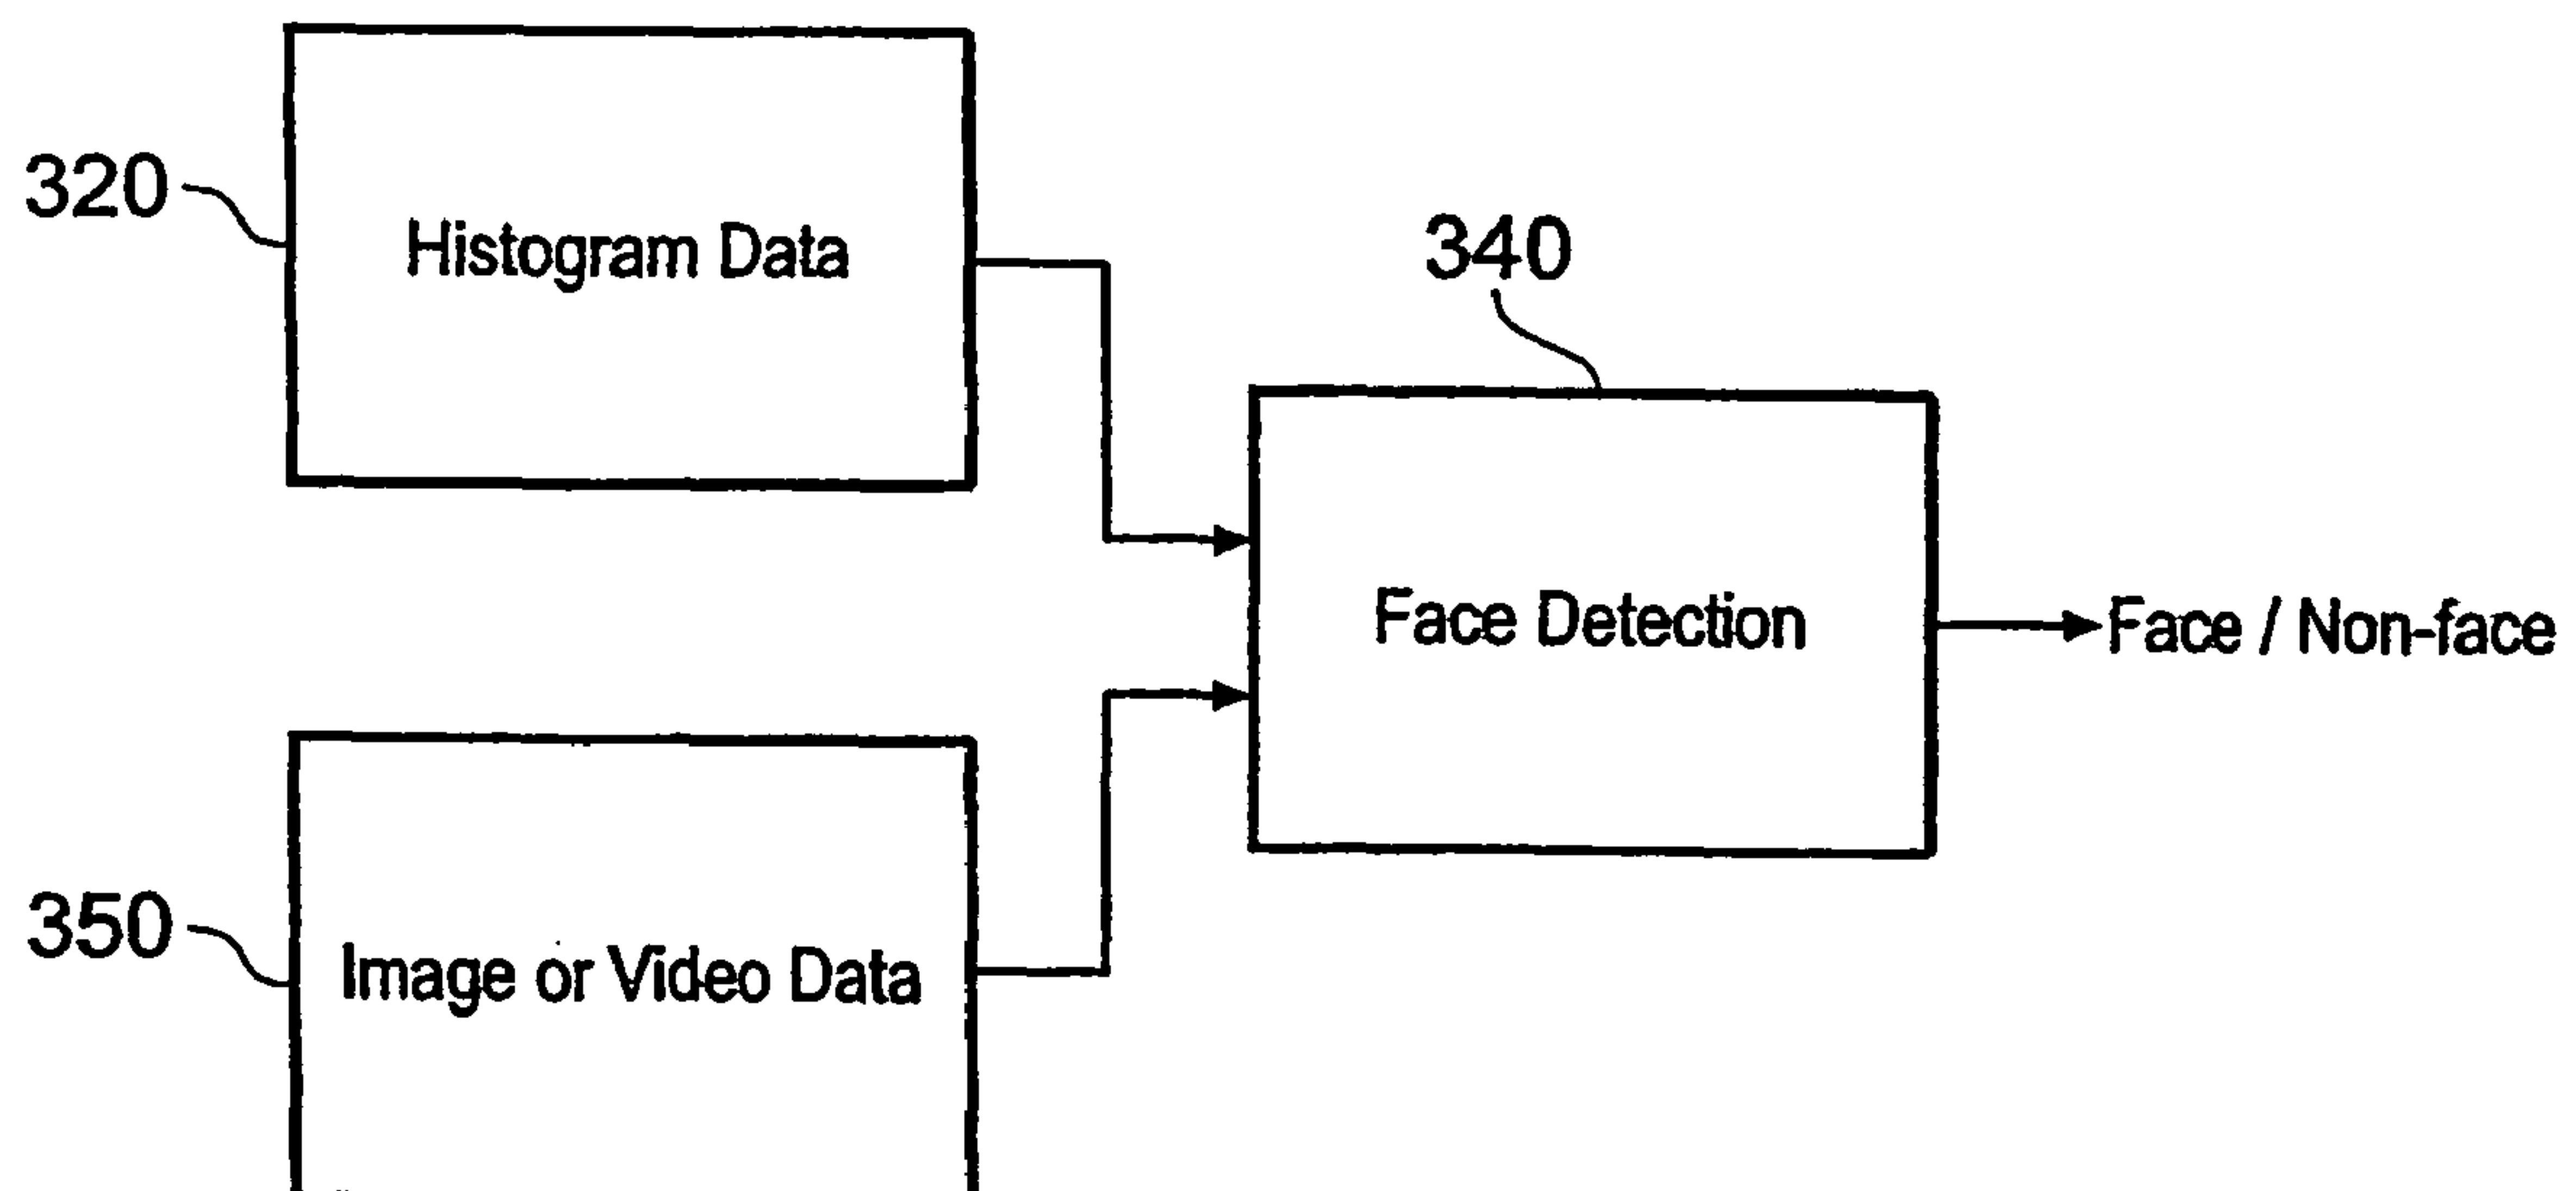 320
Histogram Data
340
Face Detection
Face / Non-face
350
Image or Video Data